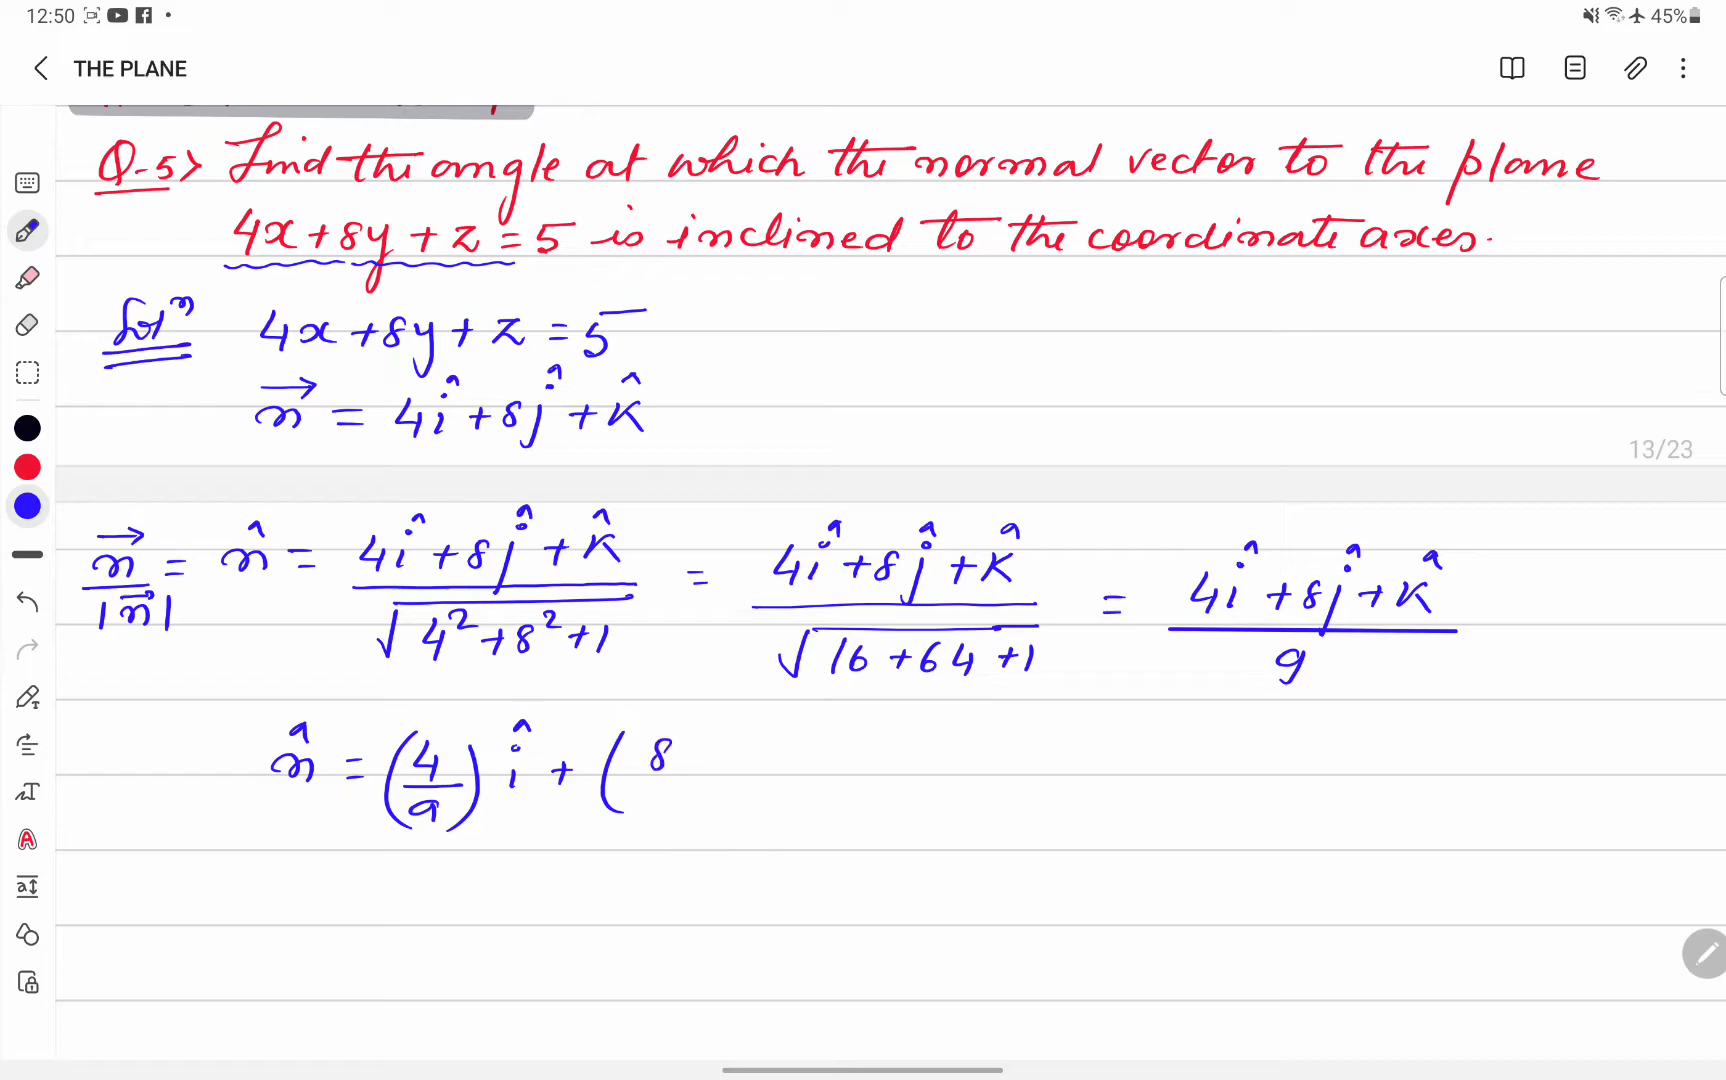 12:50 45%
THE PLANE
Q-5> Find the angle at which the normal vector to the plane
4x+8y+z=5 is inclined to the coordinate axes.
Solⁿ 4x+8y+z=5
n⃗ = 4î+8ĵ+k̂
13/23
n⃗/|n⃗| = n̂ = (4î+8ĵ+k̂)/√(4²+8²+1) = (4î+8ĵ+k̂)/√(16+64+1) = (4î+8ĵ+k̂)/9
n̂ = (4/9) î + ( 8